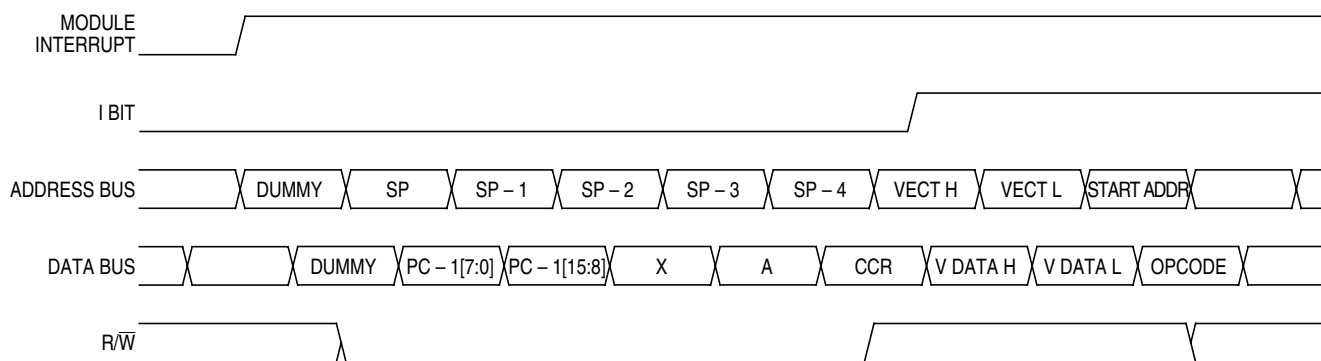 MODULE
INTERRUPT
I BIT
ADDRESS BUS DUMMY SP SP – 1 SP – 2 SP – 3 SP – 4 VECT H VECT L START ADDR
DATA BUS DUMMY PC – 1[7:0] PC – 1[15:8] X A CCR V DATA H V DATA L OPCODE
R/W̅